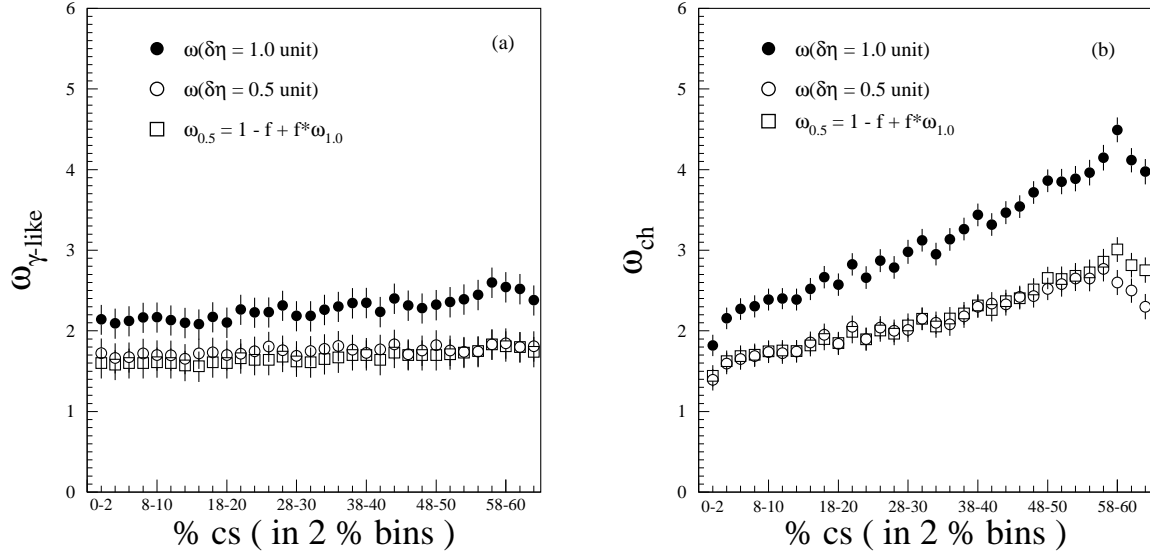 6
5
4
3
2
1
0
(a)
ω(δη = 1.0 unit)
ω(δη = 0.5 unit)
ω0.5 = 1 - f + f*ω1.0
ωγ-like
0-2 8-10 18-20 28-30 38-40 48-50 58-60
% cs ( in 2 % bins )
6
5
4
3
2
1
0
(b)
ω(δη = 1.0 unit)
ω(δη = 0.5 unit)
ω0.5 = 1 - f + f*ω1.0
ωch
0-2 8-10 18-20 28-30 38-40 48-50 58-60
% cs ( in 2 % bins )